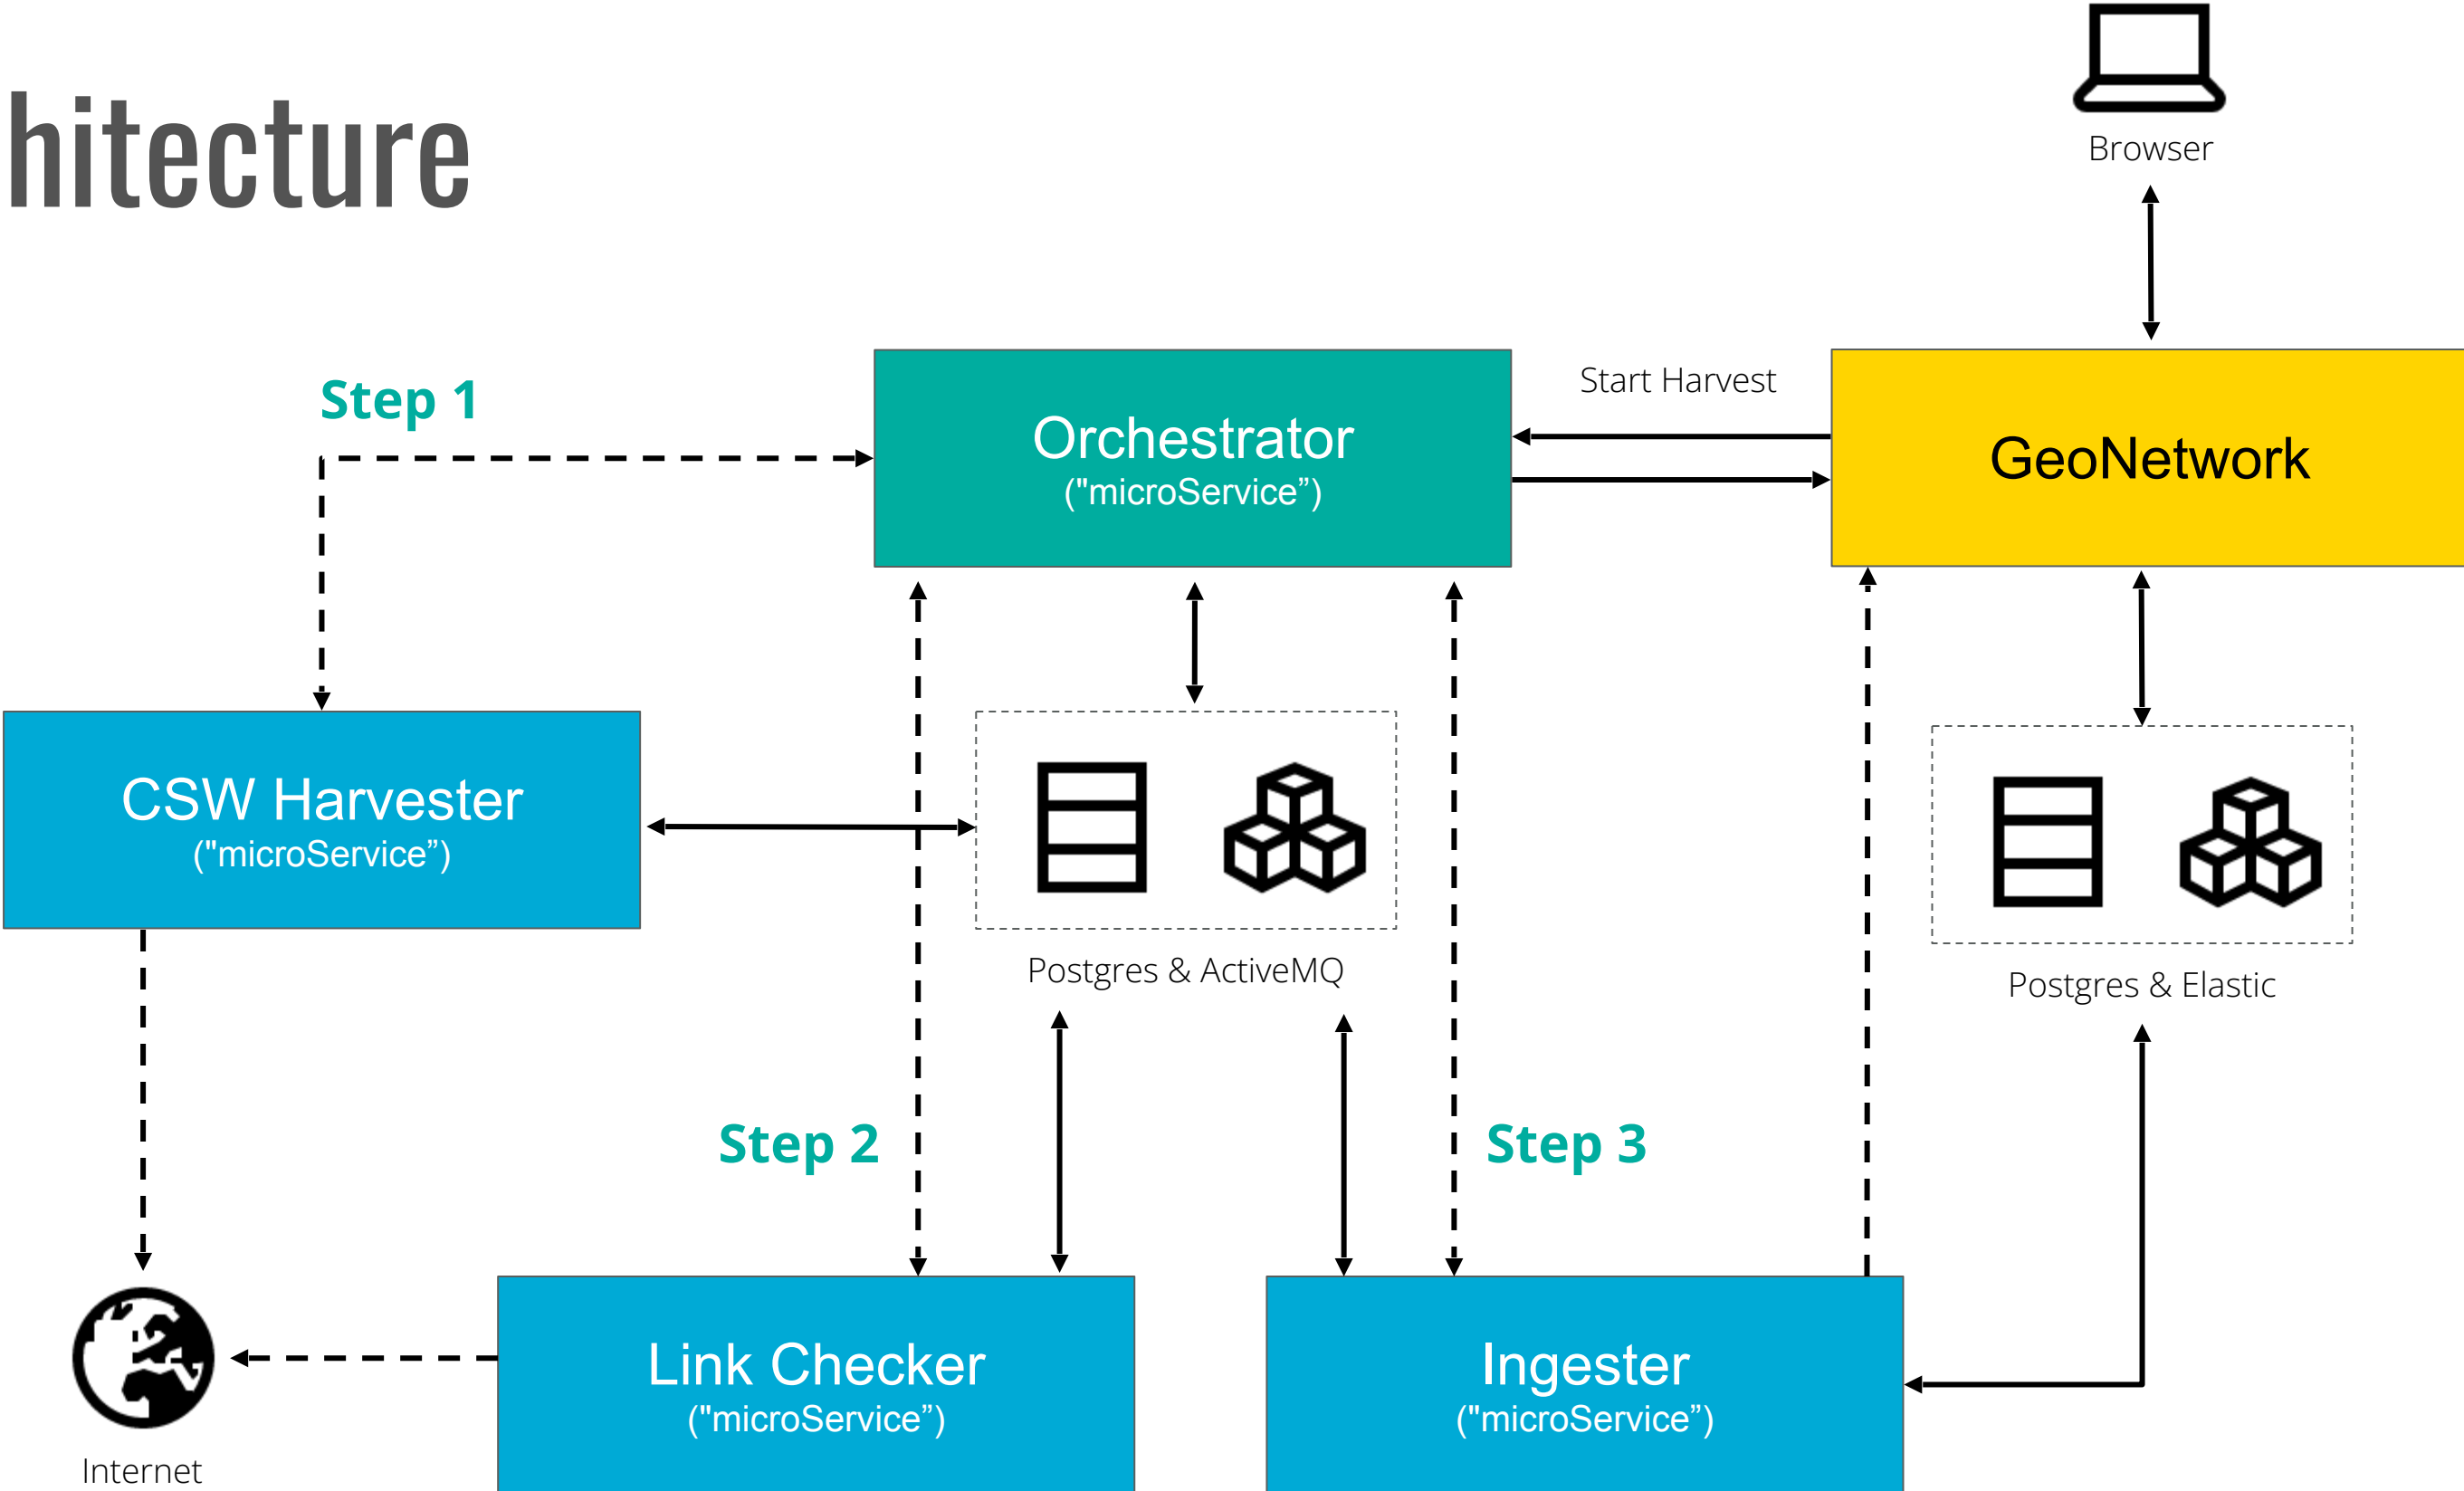 hitecture
Browser
Step 1
Orchestrator
("microService”)
Start Harvest
GeoNetwork
CSW Harvester
("microService”)
Postgres & ActiveMQ
Postgres & Elastic
Step 2
Step 3
Link Checker
("microService”)
Ingester
("microService”)
Internet